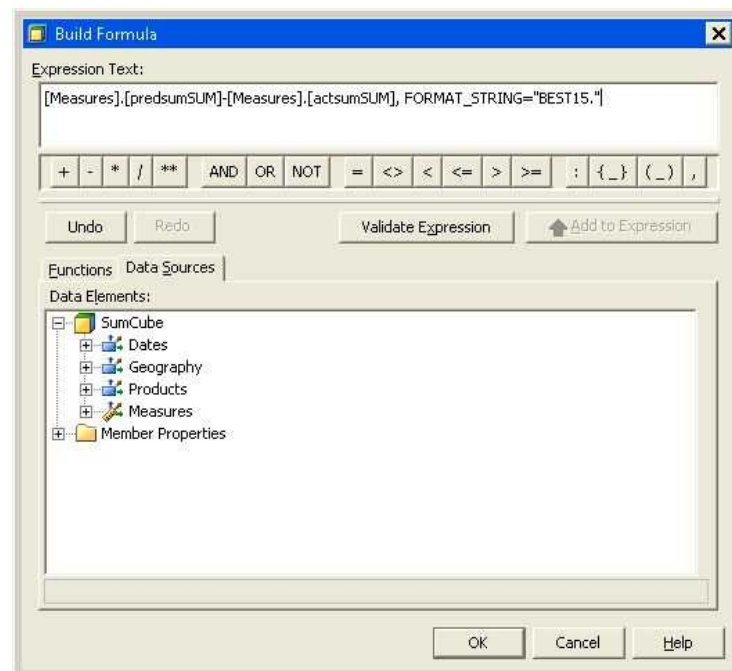 Build Formula
Expression Text:
[Measures].[predsumSUM]-[Measures].[actsumSUM], FORMAT_STRING="BEST15."
+ - * / ** AND OR NOT = <> < <= > >= : {_} (_) ,
Undo Redo Validate Expression Add to Expression
Functions Data Sources
Data Elements:
SumCube
Dates
Geography
Products
Measures
Member Properties
OK Cancel Help